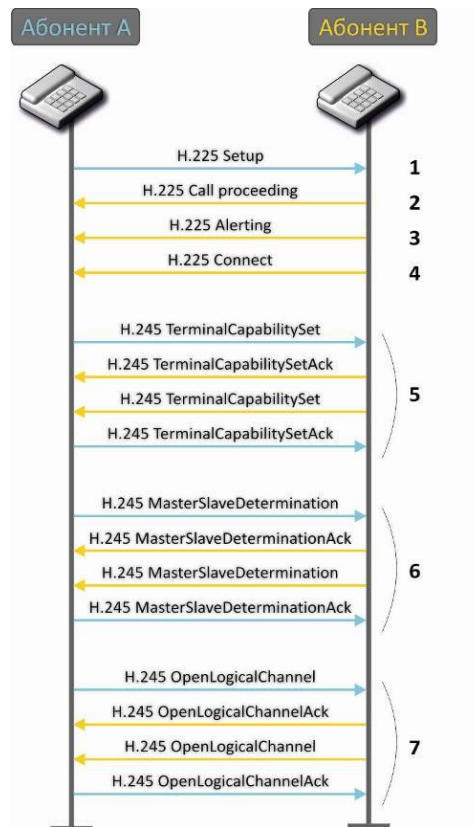 Абонент А
Абонент В
H.225 Setup
1
H.225 Call proceeding
2
H.225 Alerting
3
H.225 Connect
4
H.245 TerminalCapabilitySet
H.245 TerminalCapabilitySetAck
5
H.245 TerminalCapabilitySet
H.245 TerminalCapabilitySetAck
H.245 MasterSlaveDetermination
H.245 MasterSlaveDeterminationAck
6
H.245 MasterSlaveDetermination
H.245 MasterSlaveDeterminationAck
H.245 OpenLogicalChannel
H.245 OpenLogicalChannelAck
7
H.245 OpenLogicalChannel
H.245 OpenLogicalChannelAck